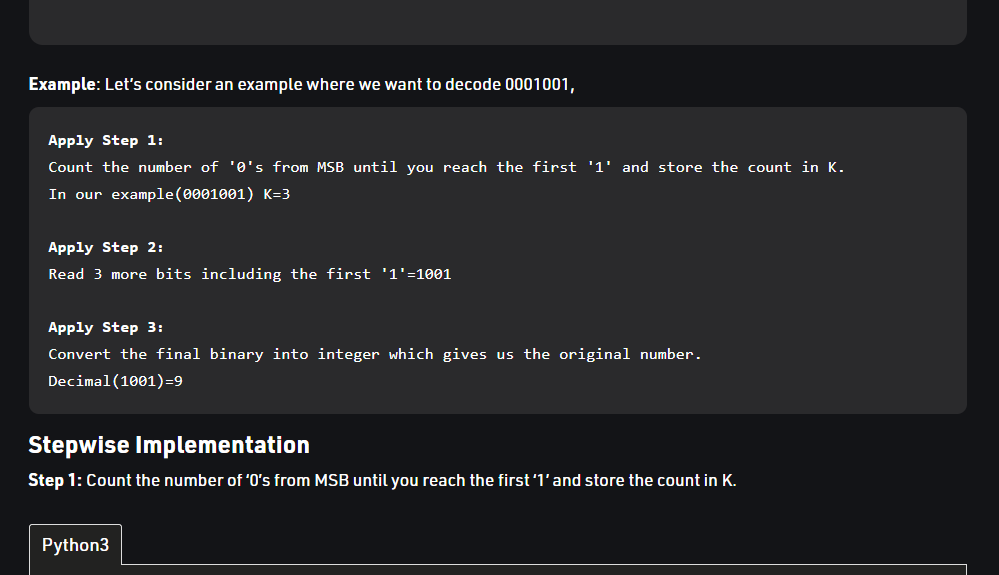 Example: Let’s consider an example where we want to decode 0001001,
Apply Step 1:
Count the number of '0's from MSB until you reach the first '1' and store the count in K.
In our example(0001001) K=3
Apply Step 2:
Read 3 more bits including the first '1'=1001
Apply Step 3:
Convert the final binary into integer which gives us the original number.
Decimal(1001)=9
Stepwise Implementation
Step 1: Count the number of ‘0’s from MSB until you reach the first ‘1’ and store the count in K.
Python3